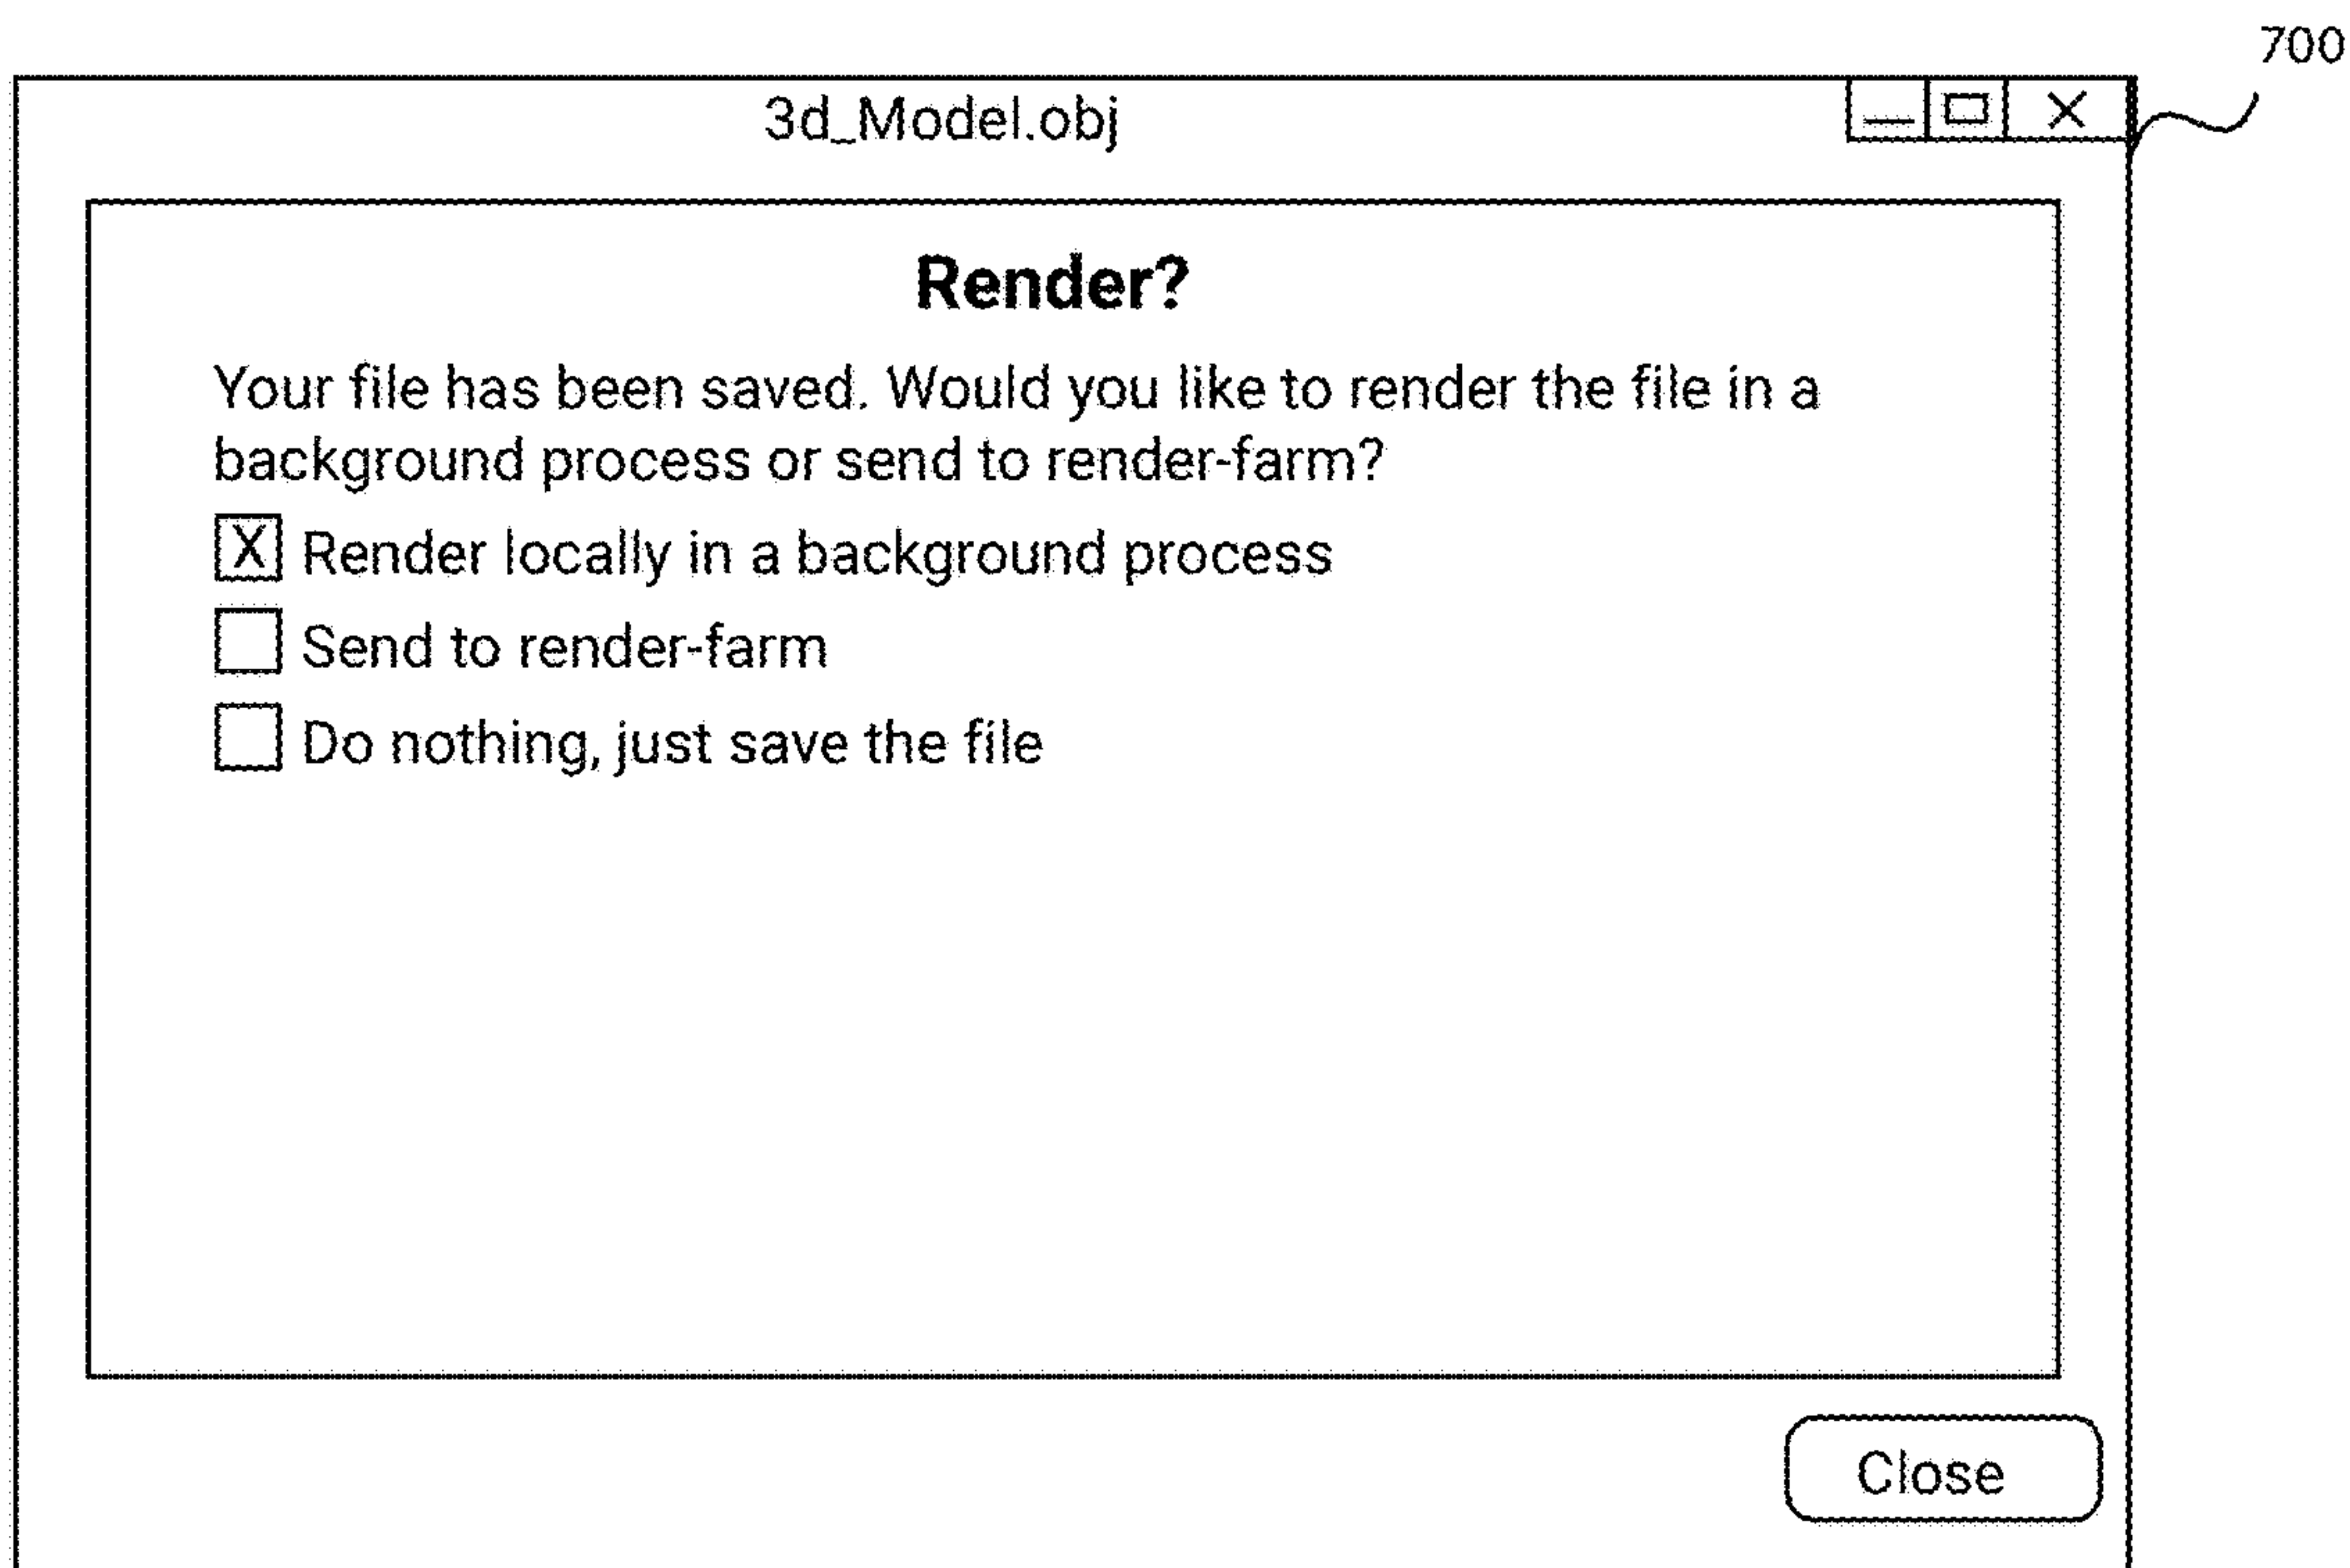 700
3d_Model.obj
Render?
Your file has been saved. Would you like to render the file in a
background process or send to render-farm?
X Render locally in a background process
Send to render-farm
Do nothing, just save the file
Close